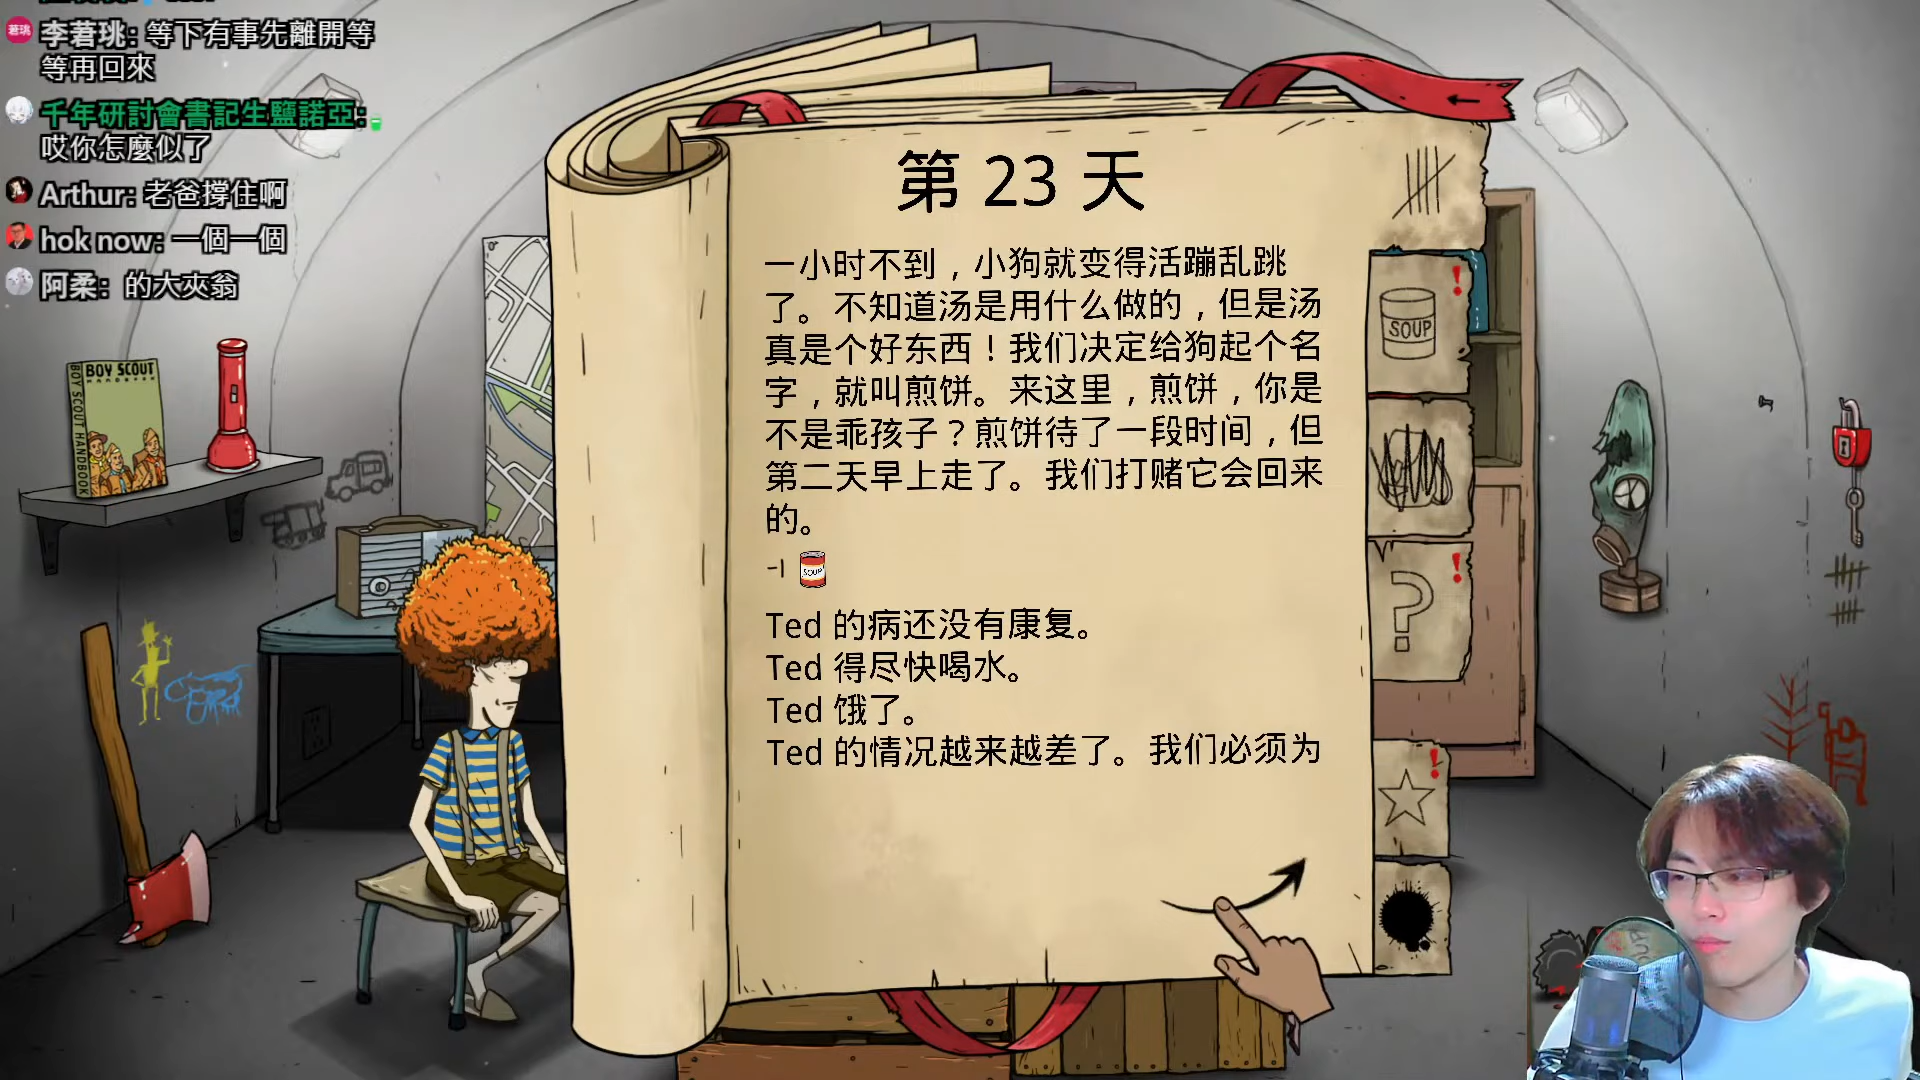 李莙珧: 等下有事先離開等
等再回來
千年研討會書記生鹽諾亞:
哎你怎麼似了
Arthur: 老爸撐住啊
hok now: 一個一個
阿柔: 的大夾翁
第 23 天
一小时不到，小狗就变得活蹦乱跳
了。不知道汤是用什么做的，但是汤
真是个好东西！我们决定给狗起个名
字，就叫煎饼。来这里，煎饼，你是
不是乖孩子？煎饼待了一段时间，但
第二天早上走了。我们打赌它会回来
的。
-1
SOUP
Ted 的病还没有康复。
Ted 得尽快喝水。
Ted 饿了。
Ted 的情况越来越差了。我们必须为
SOUP
BOY SCOUT
HANDBOOK
BOY SCOUT HANDBOOK